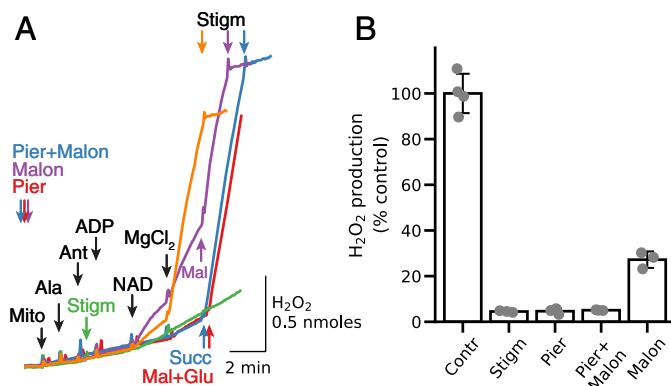 A
Stigm
Pier+Malon
Malon
Pier
ADP
Ant
Ala
Mito
Stigm
NAD
MgCl₂
Mal
Succ
Mal+Glu
H₂O₂
0.5 nmoles
2 min
B
H₂O₂ production
(% control)
100
80
60
40
20
0
Contr
Stigm
Pier
Pier+
Malon
Malon